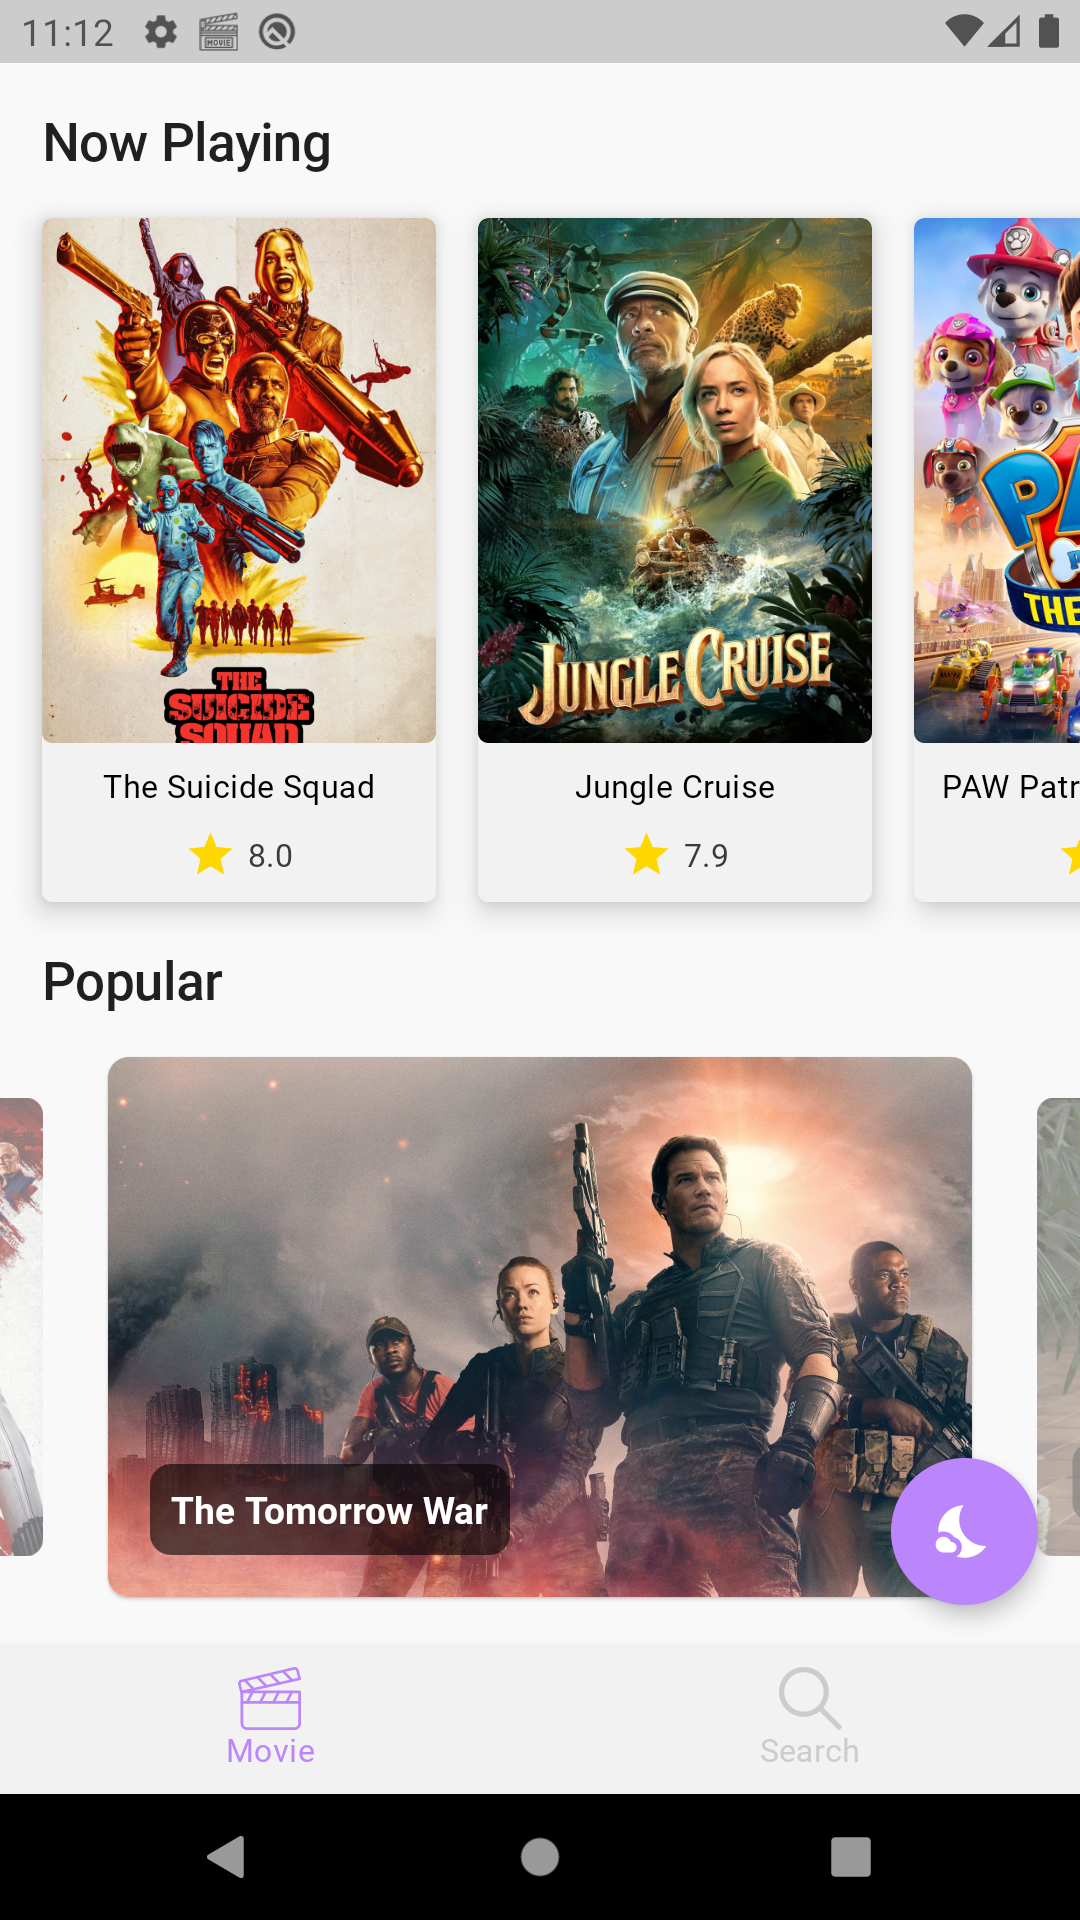 11:12
MOVIE
Now Playing
THE
SUICIDE
SQUAD
JUNGLE CRUISE
THE
The Suicide Squad
Jungle Cruise
PAW Patr
8.0
7.9
Popular
The Tomorrow War
Movie
Search